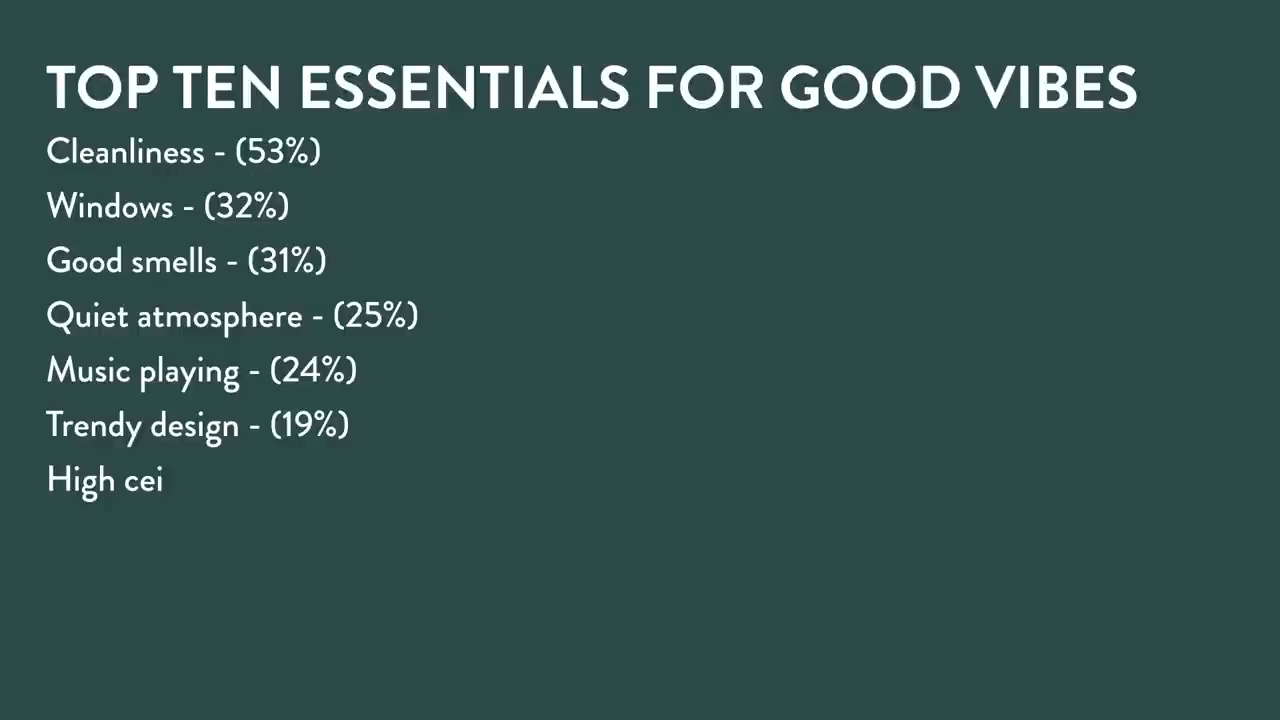 TOP TEN ESSENTIALS FOR GOOD VIBES
Cleanliness - (53%)
Windows - (32%)
Good smells - (31%)
Quiet atmosphere - (25%)
Music playing - (24%)
Trendy design - (19%)
High cei